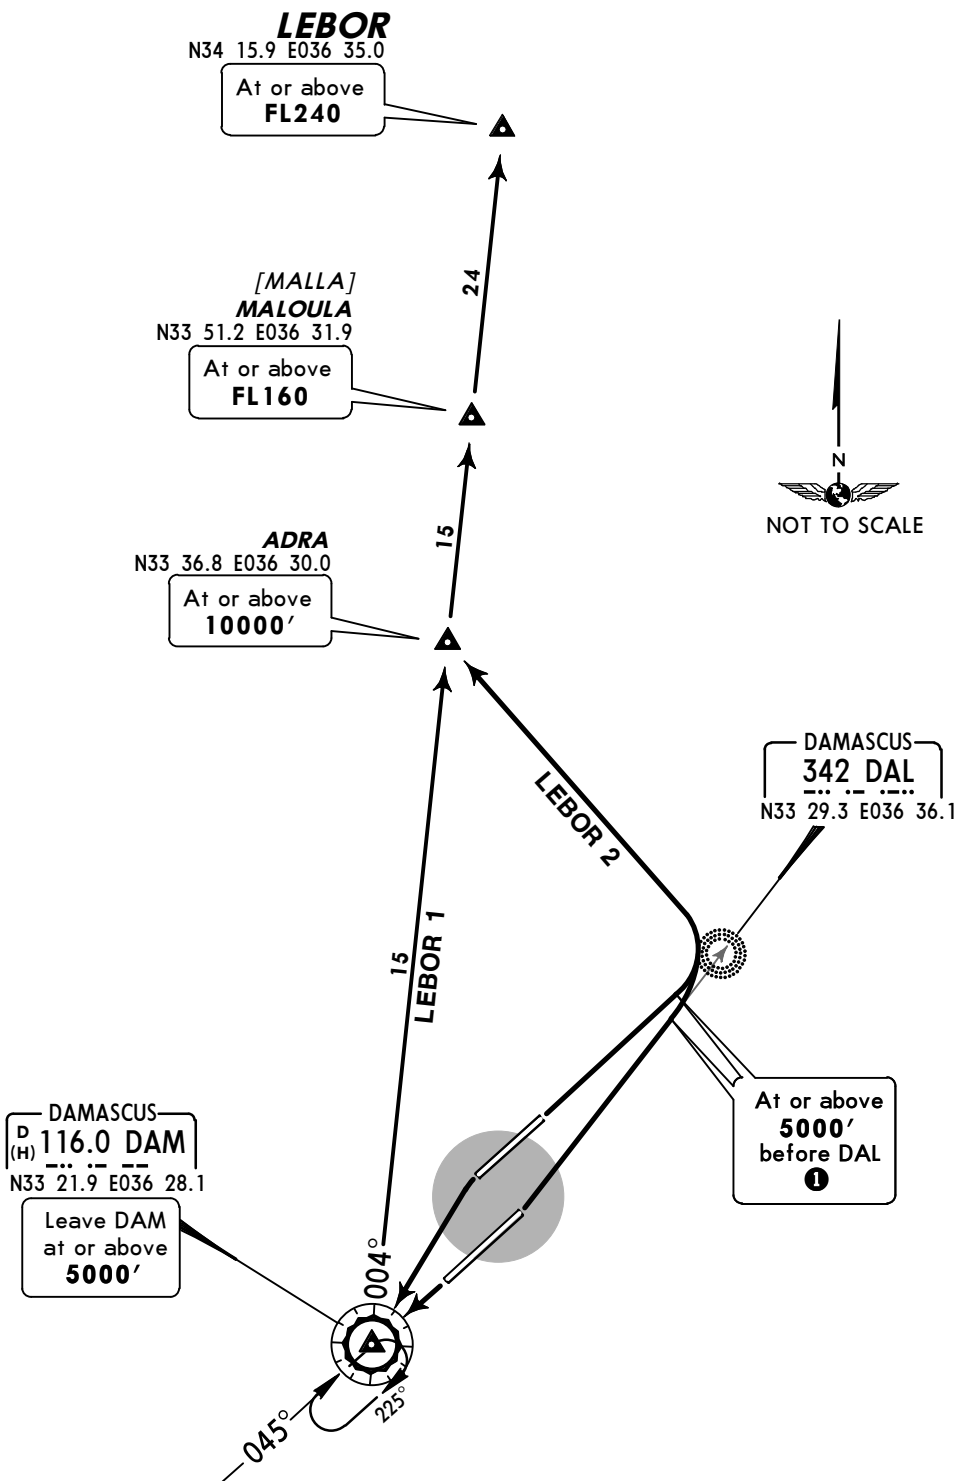 LEBOR
N34 15.9 E036 35.0
At or above
FL240
24
[MALLA]
MALOULA
N33 51.2 E036 31.9
At or above
FL160
N
NOT TO SCALE
15
ADRA
N33 36.8 E036 30.0
At or above
10000'
DAMASCUS
342 DAL
N33 29.3 E036 36.1
LEBOR 2
15
LEBOR 1
At or above
5000'
before DAL
1
DAMASCUS
D
(H) 116.0 DAM
N33 21.9 E036 28.1
Leave DAM
at or above
5000'
004°
225°
045°